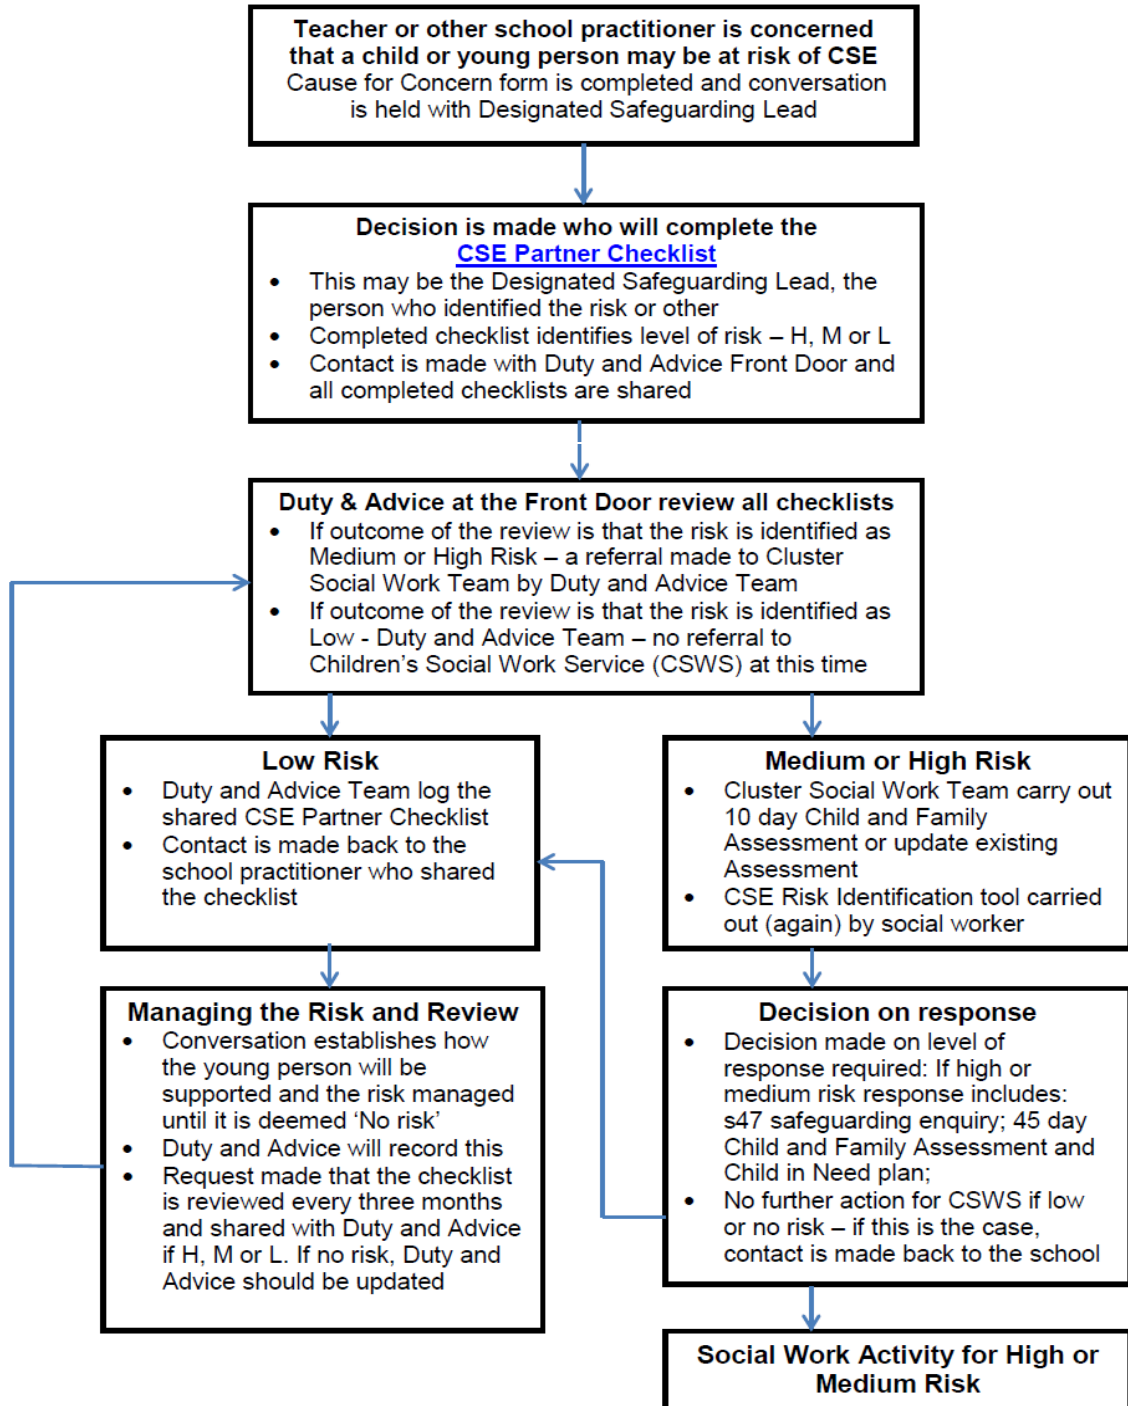 Teacher or other school practitioner is concerned
that a child or young person may be at risk of CSE
Cause for Concern form is completed and conversation
is held with Designated Safeguarding Lead
Decision is made who will complete the
CSE Partner Checklist
• This may be the Designated Safeguarding Lead, the
person who identified the risk or other
• Completed checklist identifies level of risk – H, M or L
• Contact is made with Duty and Advice Front Door and
all completed checklists are shared
Duty & Advice at the Front Door review all checklists
• If outcome of the review is that the risk is identified as
Medium or High Risk – a referral made to Cluster
Social Work Team by Duty and Advice Team
• If outcome of the review is that the risk is identified as
Low - Duty and Advice Team – no referral to
Children's Social Work Service (CSWS) at this time
Low Risk
• Duty and Advice Team log the
shared CSE Partner Checklist
• Contact is made back to the
school practitioner who shared
the checklist
Medium or High Risk
• Cluster Social Work Team carry out
10 day Child and Family
Assessment or update existing
Assessment
• CSE Risk Identification tool carried
out (again) by social worker
Managing the Risk and Review
• Conversation establishes how
the young person will be
supported and the risk managed
until it is deemed 'No risk'
• Duty and Advice will record this
• Request made that the checklist
is reviewed every three months
and shared with Duty and Advice
if H, M or L. If no risk, Duty and
Advice should be updated
Decision on response
• Decision made on level of
response required: If high or
medium risk response includes:
s47 safeguarding enquiry; 45 day
Child and Family Assessment and
Child in Need plan;
• No further action for CSWS if low
or no risk – if this is the case,
contact is made back to the school
Social Work Activity for High or
Medium Risk